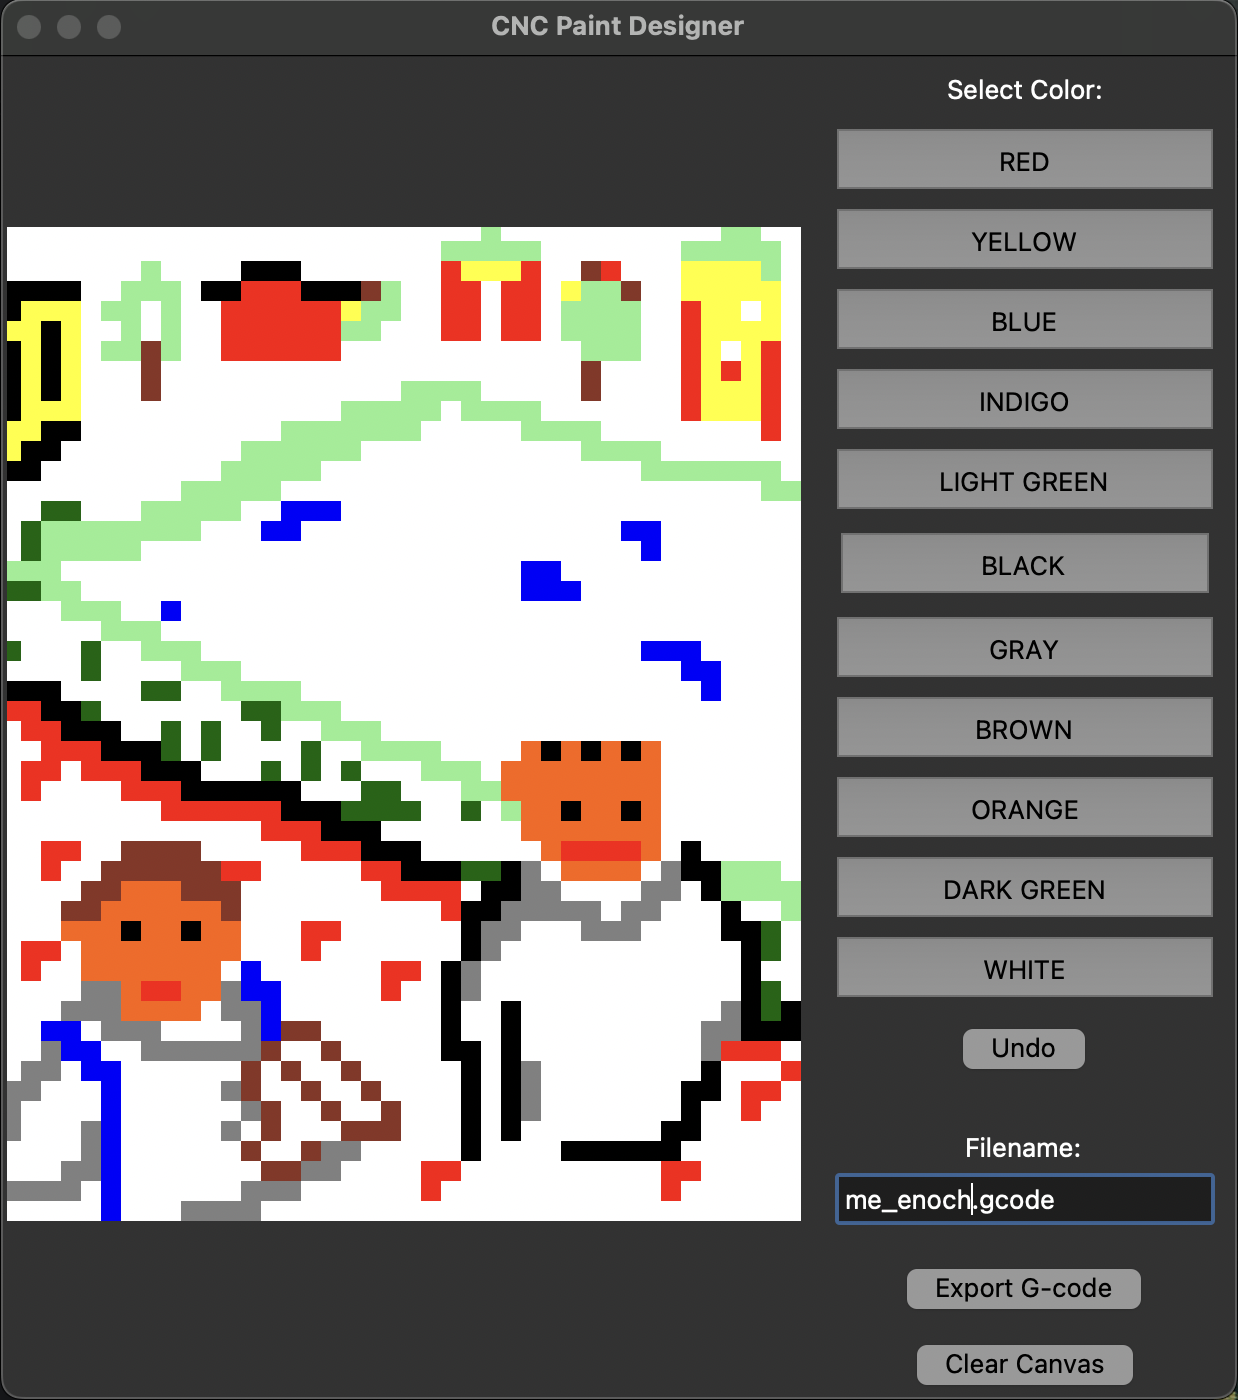 CNC Paint Designer
Select Color:
RED
YELLOW
BLUE
INDIGO
LIGHT GREEN
BLACK
GRAY
BROWN
ORANGE
DARK GREEN
WHITE
Undo
Filename:
me_enoch.gcode
Export G-code
Clear Canvas